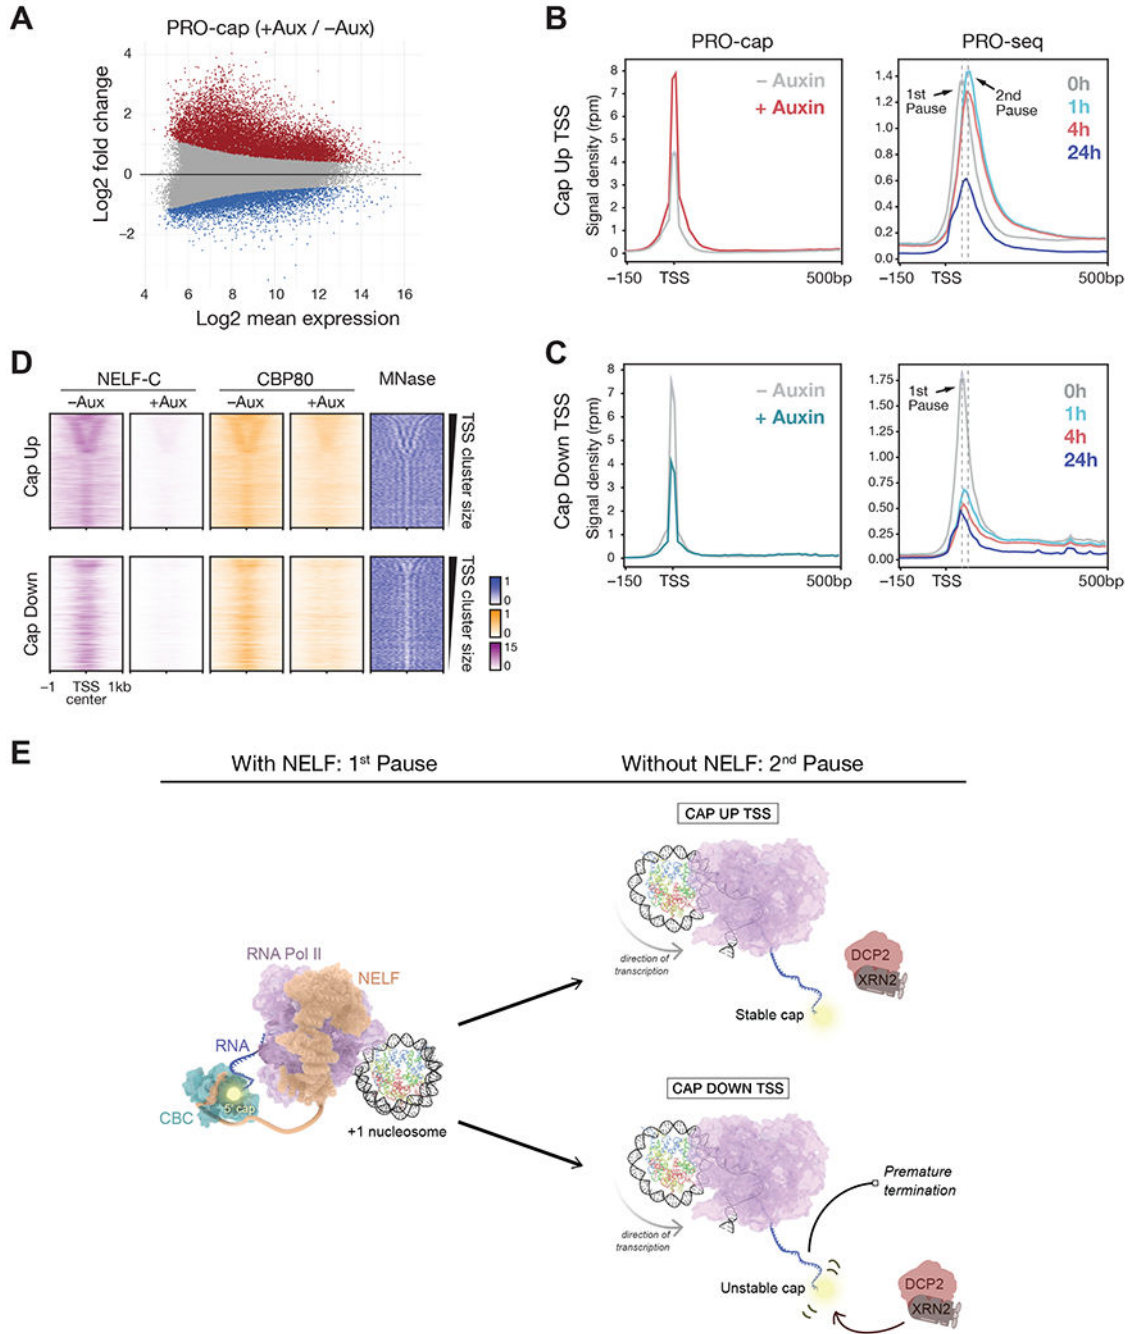 A
PRO-cap (+Aux / –Aux)
Log2 fold change
4
2
0
–2
4 6 8 10 12 14 16
Log2 mean expression
B
Cap Up TSS
PRO-cap
Signal density (rpm)
8
7
6
5
4
3
2
1
0
– Auxin
+ Auxin
–150 TSS 500bp
PRO-seq
1.4
1.2
1.0
0.8
0.6
0.4
0.2
0.0
1st
Pause
2nd
Pause
0h
1h
4h
24h
–150 TSS 500bp
C
Cap Down TSS
Signal density (rpm)
8
7
6
5
4
3
2
1
0
– Auxin
+ Auxin
–150 TSS 500bp
1.75
1.50
1.25
1.00
0.75
0.50
0.25
0.00
1st
Pause
0h
1h
4h
24h
–150 TSS 500bp
D
NELF-C CBP80 MNase
–Aux +Aux –Aux +Aux
Cap Up
TSS cluster size
Cap Down
TSS cluster size
1
0
1
0
15
0
–1 TSS 1kb
center
E
With NELF: 1st Pause
Without NELF: 2nd Pause
CAP UP TSS
direction of
transcription
DCP2
XRN2
Stable cap
RNA Pol II
NELF
RNA
5' cap
CBC
+1 nucleosome
CAP DOWN TSS
direction of
transcription
Premature
termination
Unstable cap
DCP2
XRN2